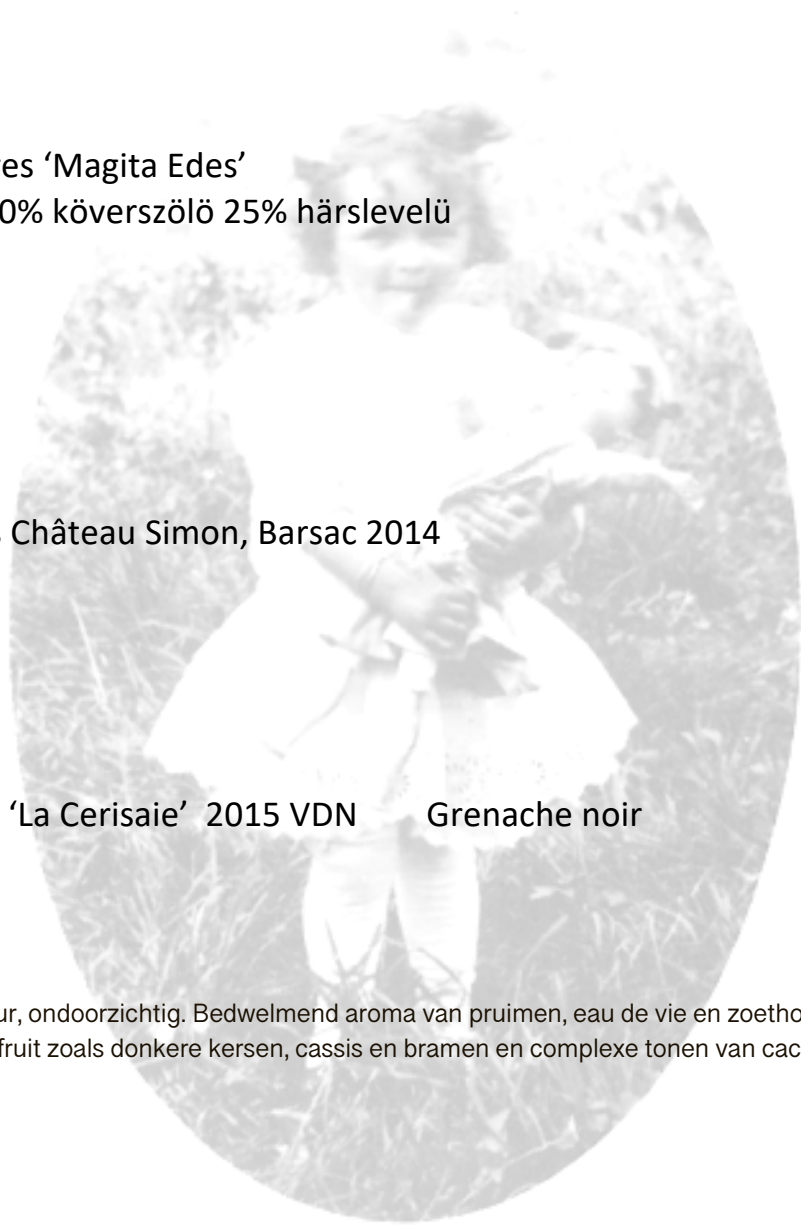 es ‘Magita Edes’
0% köverszölö 25% härslevelü
Château Simon, Barsac 2014
‘La Cerisaie’ 2015 VDN Grenache noir
ur, ondoorzichtig. Bedwelmend aroma van pruimen, eau de vie en zoetho
fruit zoals donkere kersen, cassis en bramen en complexe tonen van cac